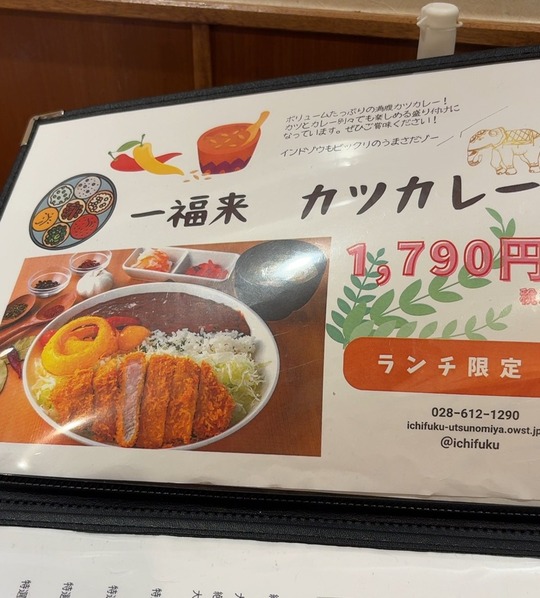 ボリュームたっぷりの満腹カツカレー！
カツとカレー別々でも楽しめる盛り付けに
なっています。ぜひご賞味ください！
インドゾウもビックリのうまさだゾー
一福来 カツカレー
1,790円
税
ランチ限定
028-612-1290
ichifuku-utsunomiya.owst.jp
@ichifuku